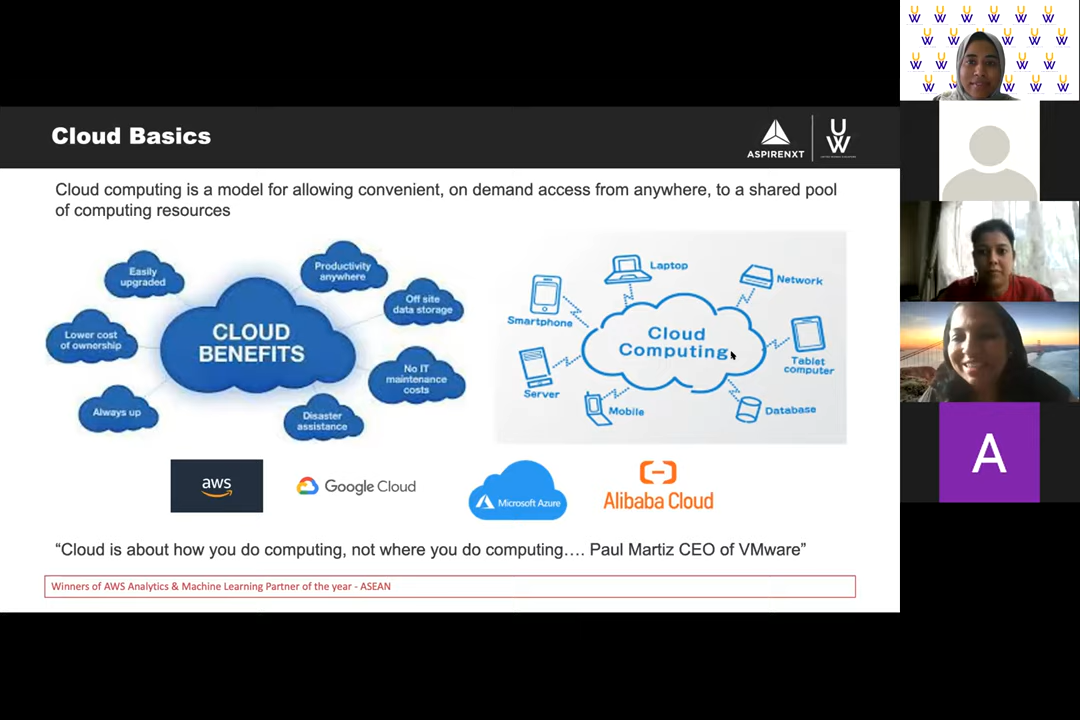 Cloud Basics
ASPIRENXT
UW
Cloud computing is a model for allowing convenient, on demand access from anywhere, to a shared pool
of computing resources
Easily
upgraded
Productivity
anywhere
Off site
data storage
Lower cost
of ownership
CLOUD
BENEFITS
No IT
maintenance
costs
Always up
Disaster
assistance
Laptop
Network
Smartphone
Cloud
Computing
Tablet
computer
Server
Mobile
Database
aws
Google Cloud
Microsoft Azure
Alibaba Cloud
“Cloud is about how you do computing, not where you do computing…. Paul Martiz CEO of VMware”
Winners of AWS Analytics & Machine Learning Partner of the year - ASEAN
A